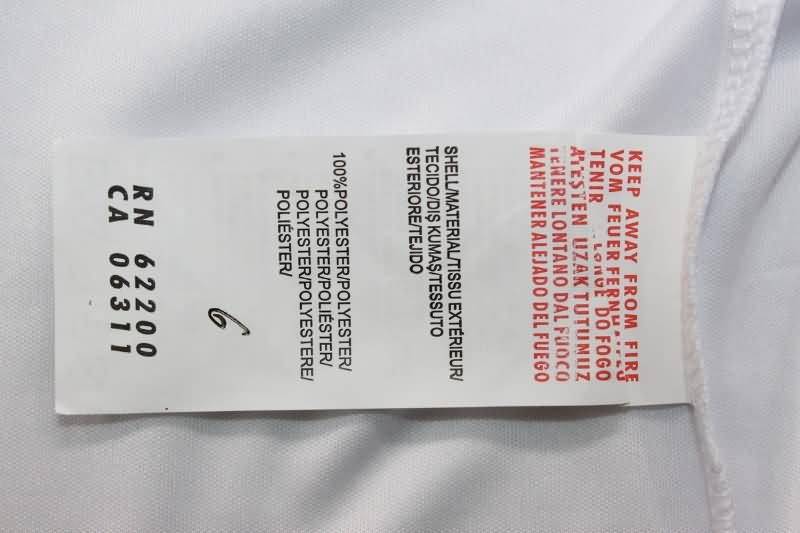 KEEP AWAY FROM FIRE
VOM FEUER FERNHALTEN
TENIR LONGE DO FOGO
ATEŞTEN UZAK TUTUNUZ
TENERE LONTANO DAL FUOCO
MANTENER ALEJADO DEL FUEGO
SHELL/MATERIAL/TISSU EXTÉRIEUR/
TECIDO/DIŞ KUMAŞ/TESSUTO
ESTERIORE/TEJIDO
100%POLYESTER/POLYESTER/
POLYESTER/POLIÉSTER/
POLYESTER/POLYESTERE/
POLIÉSTER/
6
RN 62200
CA 06311